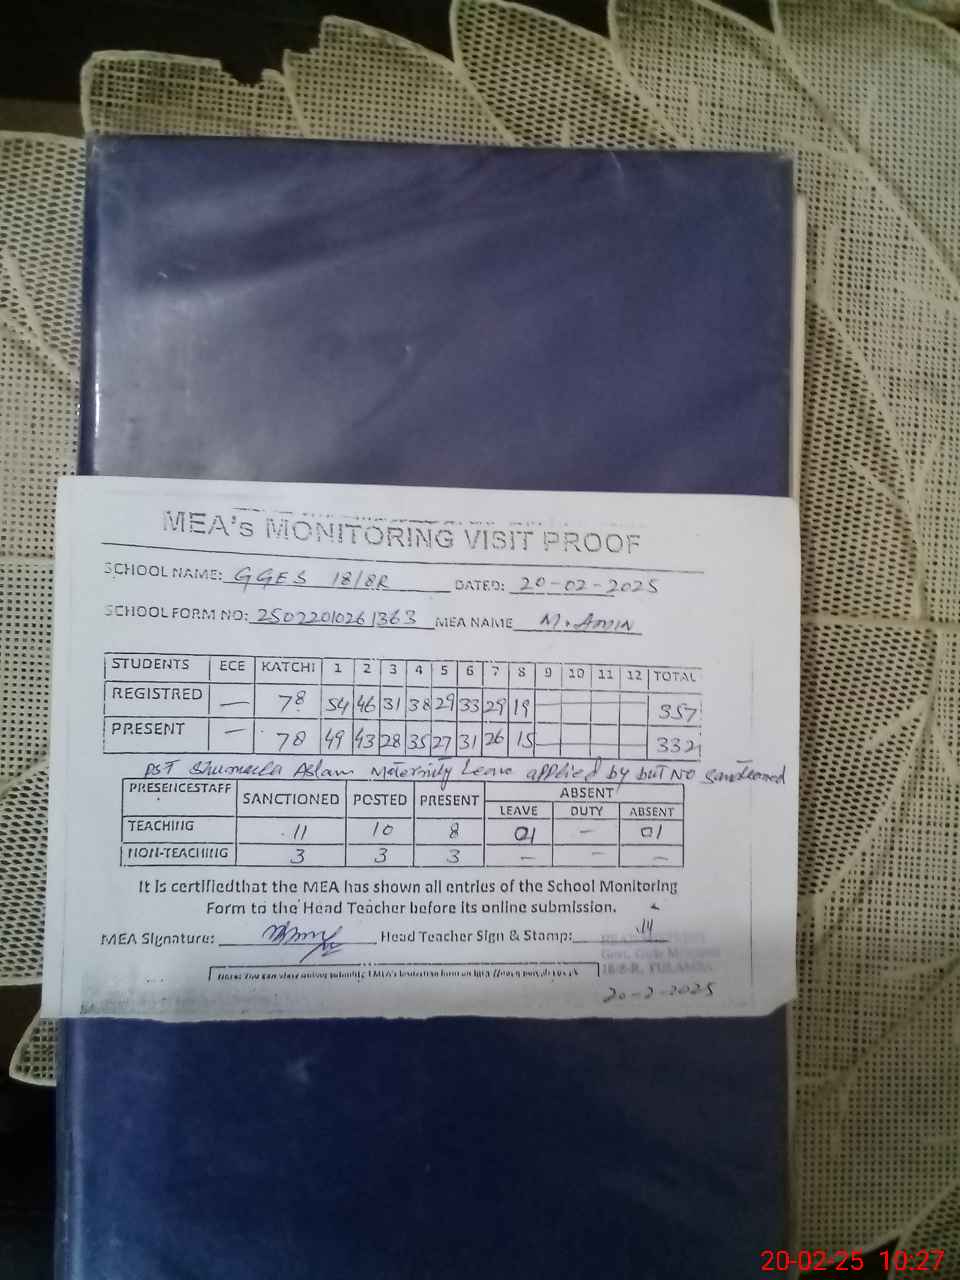 MEA's MONITORING VISIT PROOF
SCHOOL NAME: GGES 18/8R DATED: 20-02-2025
SCHOOL FORM NO: 2502201026 1363 MEA NAME M. AMIN
STUDENTS ECE KATCHI 1 2 3 4 5 6 7 8 9 10 11 12 TOTAL
REGISTRED — 78 54 46 31 38 29 33 29 19 357
PRESENT — 78 49 43 28 35 27 31 26 15 332
PST Shumaila Aslam Maternity Leave applied by but NO
PRESENCESTAFF SANCTIONED POSTED PRESENT ABSENT
LEAVE DUTY ABSENT
TEACHING 11 10 8 01 — 01
NON-TEACHING 3 3 3 — — —
It is certifiedthat the MEA has shown all entries of the School Monitoring
Form to the Head Teacher before its online submission.
MEA Signature: Head Teacher Sign & Stamp:
18/8-R, TULAMBA
20-2-2025
20-02-25 10:27